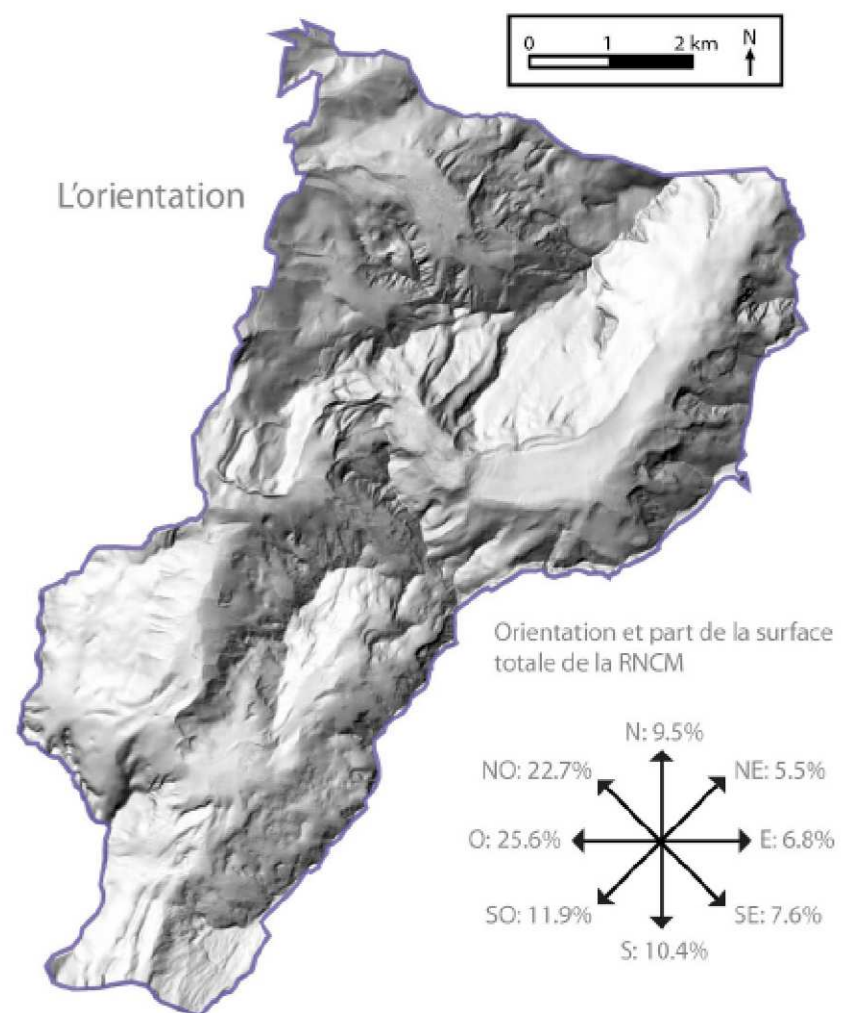 0 1 2 km N
L'orientation
Orientation et part de la surface
totale de la RNCM
N: 9.5%
NO: 22.7% NE: 5.5%
O: 25.6% E: 6.8%
SO: 11.9% SE: 7.6%
S: 10.4%